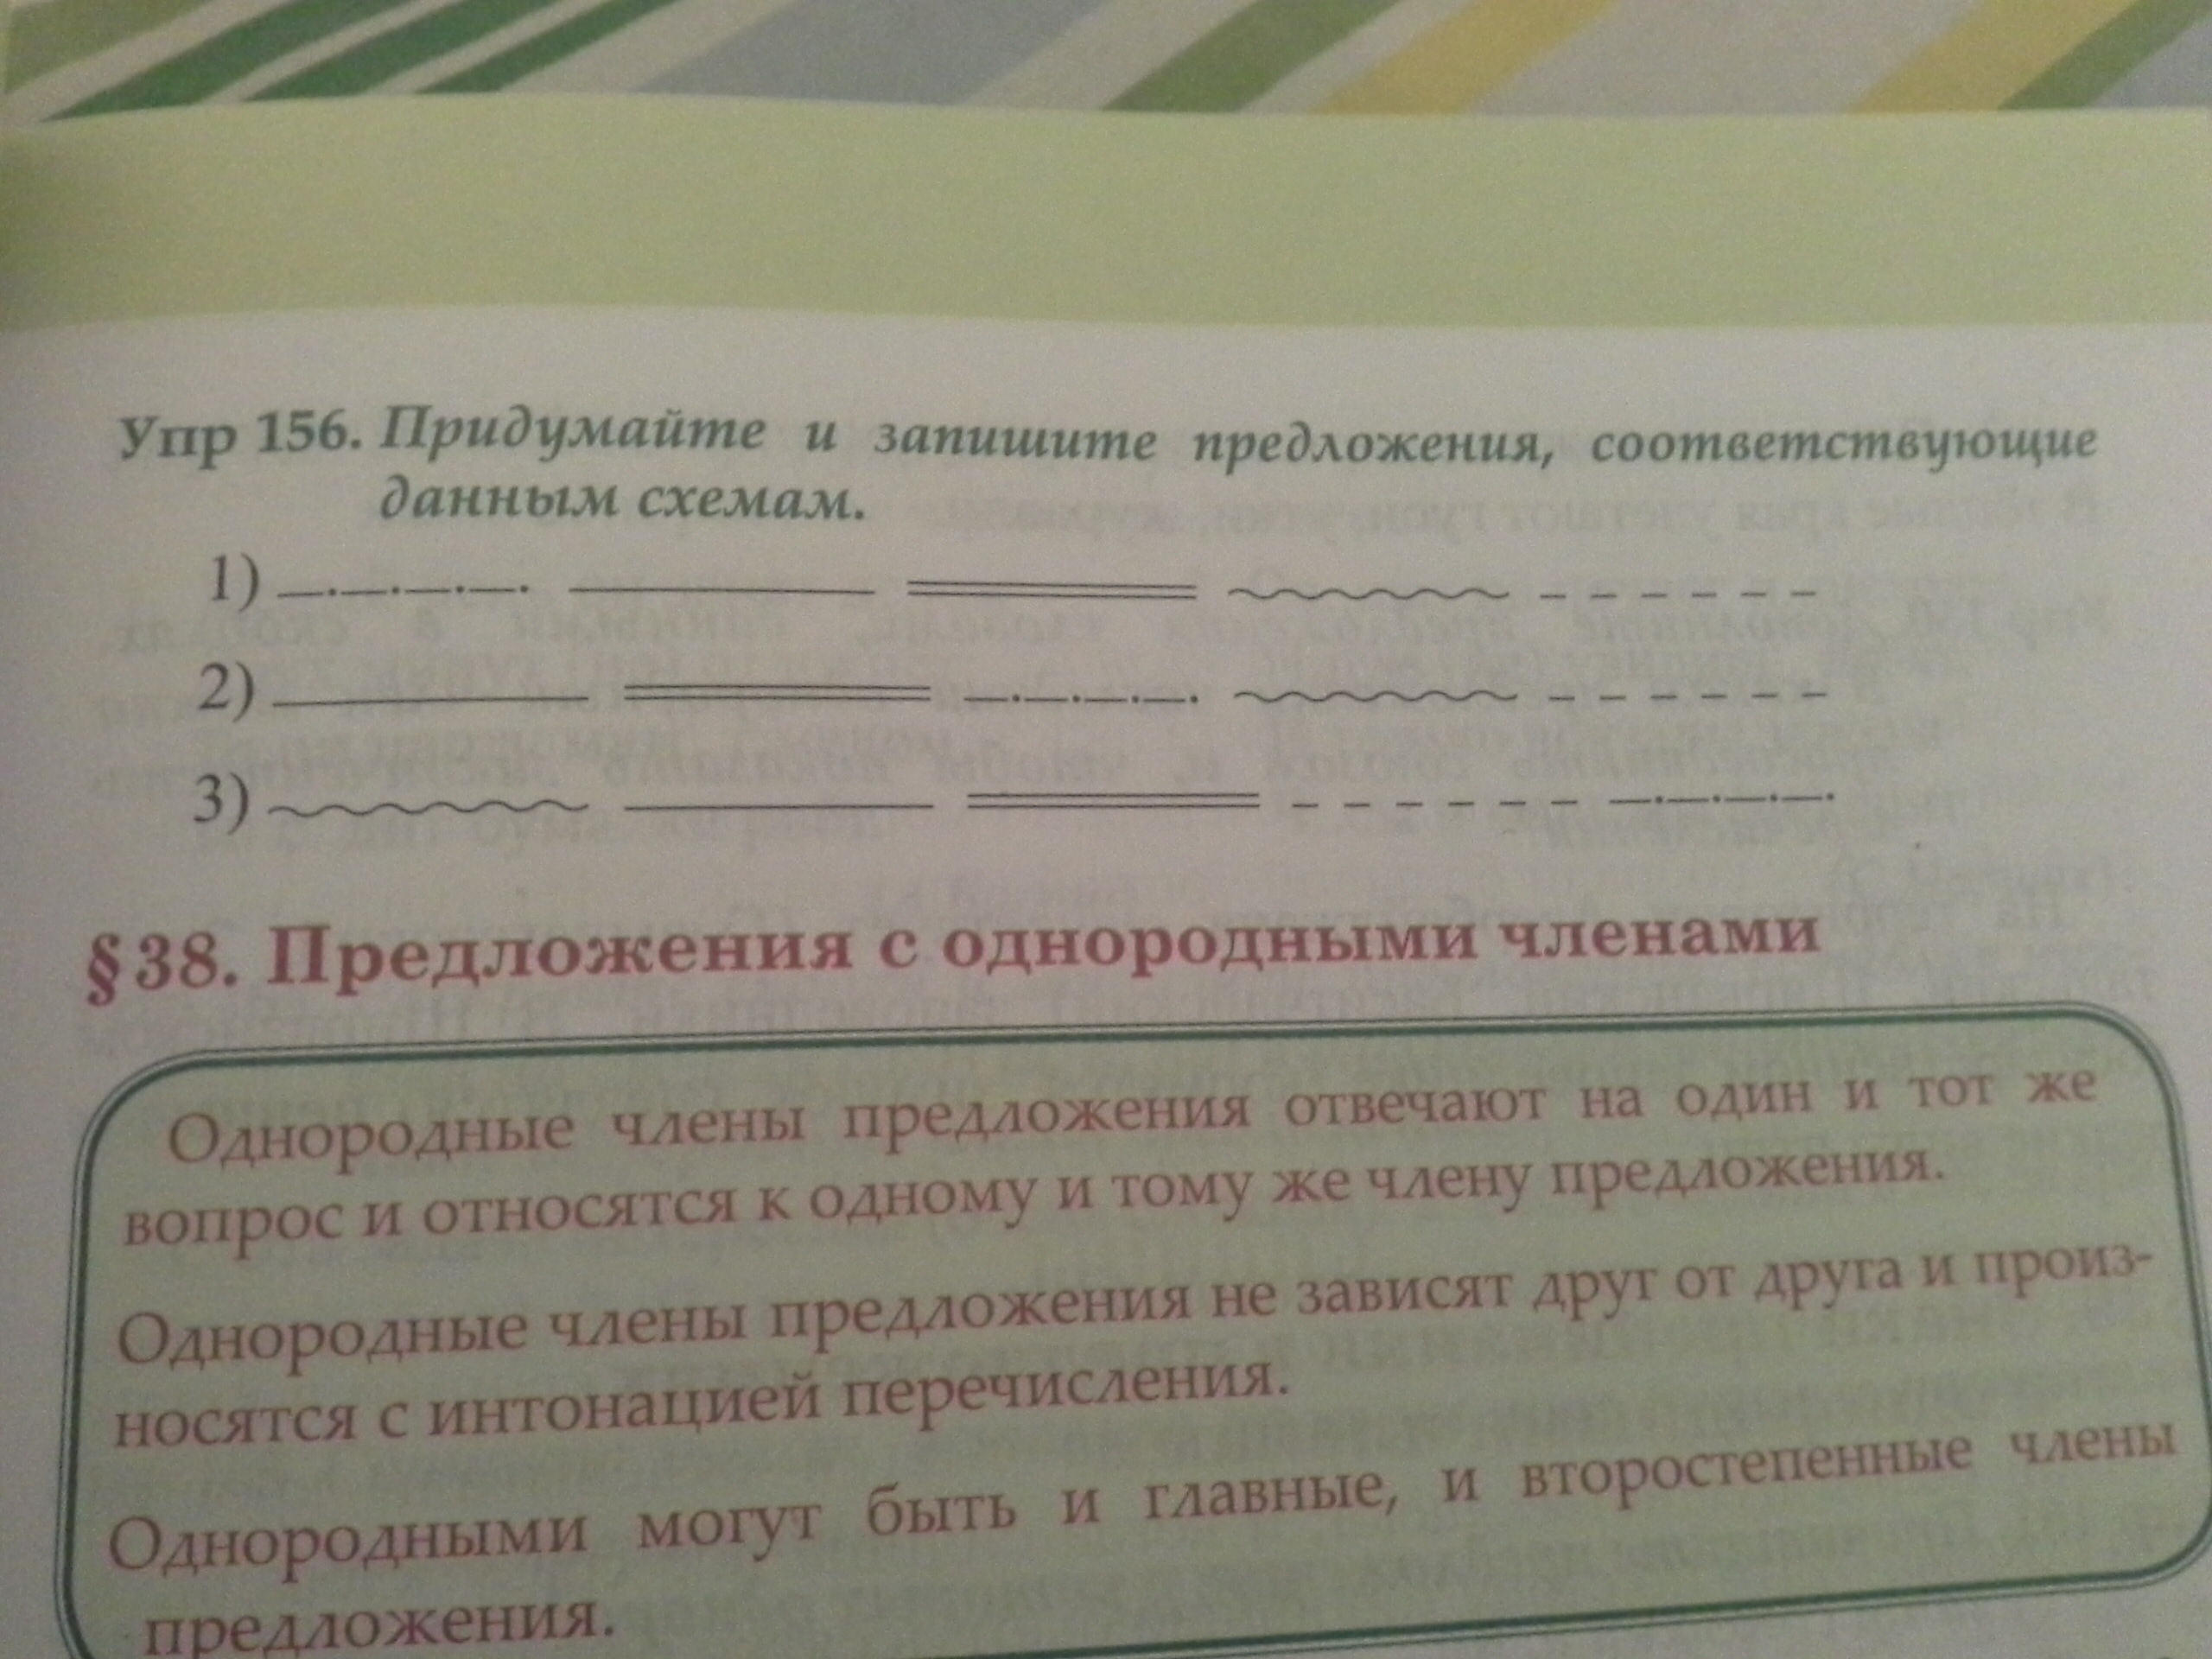 Упр 156. Придумайте и запишите предложения, соответствующие
данным схемам.
1)
2)
3)
§ 38. Предложения с однородными членами
Однородные члены предложения отвечают на один и тот же
вопрос и относятся к одному и тому же члену предложения.
Однородные члены предложения не зависят друг от друга и произ-
носятся с интонацией перечисления.
Однородными могут быть и главные, и второстепенные члены
предложения.